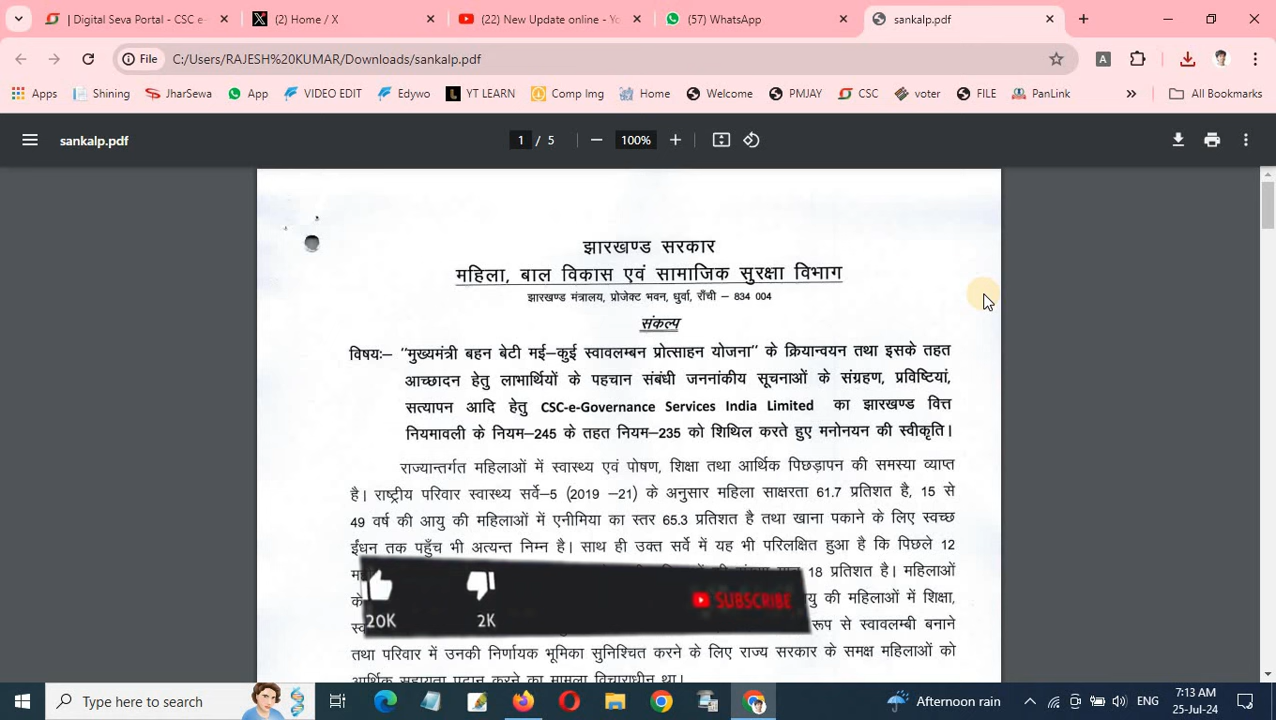 | Digital Seva Portal - CSC e-
(2) Home / X
(22) New Update online - Yo
(57) WhatsApp
sankalp.pdf
File
C:/Users/RAJESH%20KUMAR/Downloads/sankalp.pdf
A
Apps
Shining
JharSewa
App
VIDEO EDIT
Edywo
YT LEARN
Comp Img
Home
Welcome
PMJAY
CSC
voter
FILE
PanLink
»
All Bookmarks
sankalp.pdf
1 / 5
100%
झारखण्ड सरकार
महिला, बाल विकास एवं सामाजिक सुरक्षा विभाग
झारखण्ड मंत्रालय, प्रोजेक्ट भवन, धुर्वा, राँची – 834 004
संकल्प
विषय:– "मुख्यमंत्री बहन बेटी मई–कुई स्वावलम्बन प्रोत्साहन योजना" के क्रियान्वयन तथा इसके तहत
आच्छादन हेतु लाभार्थियों के पहचान संबंधी जननांकीय सूचनाओं के संग्रहण, प्रविष्टियां,
सत्यापन आदि हेतु CSC-e-Governance Services India Limited का झारखण्ड वित्त
नियमावली के नियम–245 के तहत नियम–235 को शिथिल करते हुए मनोनयन की स्वीकृति।
राज्यान्तर्गत महिलाओं में स्वास्थ्य एवं पोषण, शिक्षा तथा आर्थिक पिछड़ापन की समस्या व्याप्त
है। राष्ट्रीय परिवार स्वास्थ्य सर्वे–5 (2019 –21) के अनुसार महिला साक्षरता 61.7 प्रतिशत है, 15 से
49 वर्ष की आयु की महिलाओं में एनीमिया का स्तर 65.3 प्रतिशत है तथा खाना पकाने के लिए स्वच्छ
ईंधन तक पहुँच भी अत्यन्त निम्न है। साथ ही उक्त सर्वे में यह भी परिलक्षित हुआ है कि पिछले 12
18 प्रतिशत है। महिलाओं
के
की महिलाओं में शिक्षा,
रूप से स्वावलम्बी बनाने
तथा परिवार में उनकी निर्णायक भूमिका सुनिश्चित करने के लिए राज्य सरकार के समक्ष महिलाओं को
आर्थिक सहायता प्रदान करने का मामला विचाराधीन था।
20K
2K
SUBSCRIBE
Type here to search
Afternoon rain
ENG
7:13 AM
25-Jul-24